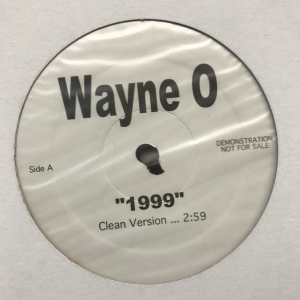 Wayne O
Side A
DEMONSTRATION
NOT FOR SALE
"1999"
Clean Version ... 2:59